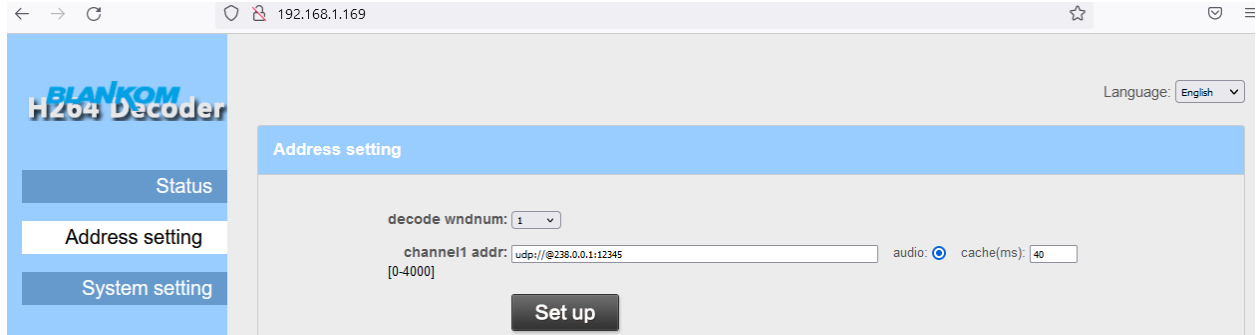 192.168.1.169
BLANKOM
H264 Decoder
Language: English
Address setting
Status
Address setting
System setting
decode wndnum: 1
channel1 addr: udp://@238.0.0.1:12345 audio: cache(ms): 40
[0-4000]
Set up